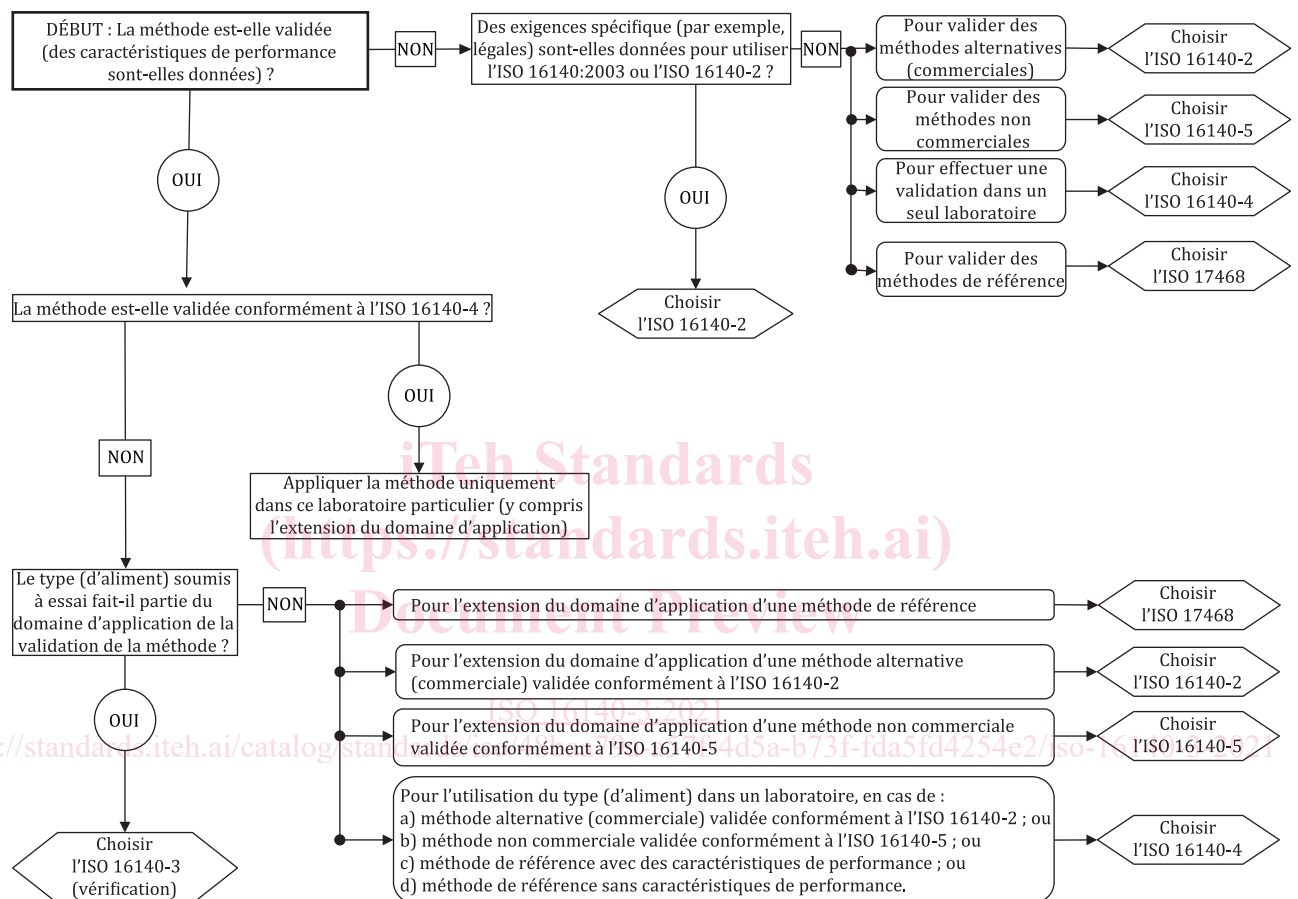 DÉBUT : La méthode est-elle validée
(des caractéristiques de performance
sont-elles données) ?
NON
Des exigences spécifique (par exemple,
légales) sont-elles données pour utiliser
l’ISO 16140:2003 ou l’ISO 16140-2 ?
NON
Pour valider des
méthodes alternatives
(commerciales)
Choisir
l’ISO 16140-2
Pour valider des
méthodes non
commerciales
Choisir
l’ISO 16140-5
Pour effectuer une
validation dans un
seul laboratoire
Choisir
l’ISO 16140-4
Pour valider des
méthodes de référence
Choisir
l’ISO 17468
OUI
OUI
Choisir
l’ISO 16140-2
La méthode est-elle validée conformément à l’ISO 16140-4 ?
OUI
NON
Appliquer la méthode uniquement
dans ce laboratoire particulier (y compris
l’extension du domaine d’application)
iTeh Standards
(https://standards.iteh.ai)
Document Preview
Le type (d’aliment) soumis
à essai fait-il partie du
domaine d’application de la
validation de la méthode ?
NON
Pour l’extension du domaine d’application d’une méthode de référence
Choisir
l’ISO 17468
Pour l’extension du domaine d’application d’une méthode alternative
(commerciale) validée conformément à l’ISO 16140-2
Choisir
l’ISO 16140-2
ISO 16140-3:2021
Pour l’extension du domaine d’application d’une méthode non commerciale
validée conformément à l’ISO 16140-5
Choisir
l’ISO 16140-5
OUI
Choisir
l’ISO 16140-3
(vérification)
Pour l’utilisation du type (d’aliment) dans un laboratoire, en cas de :
a) méthode alternative (commerciale) validée conformément à l’ISO 16140-2 ; ou
b) méthode non commerciale validée conformément à l’ISO 16140-5 ; ou
c) méthode de référence avec des caractéristiques de performance ; ou
d) méthode de référence sans caractéristiques de performance.
Choisir
l’ISO 16140-4